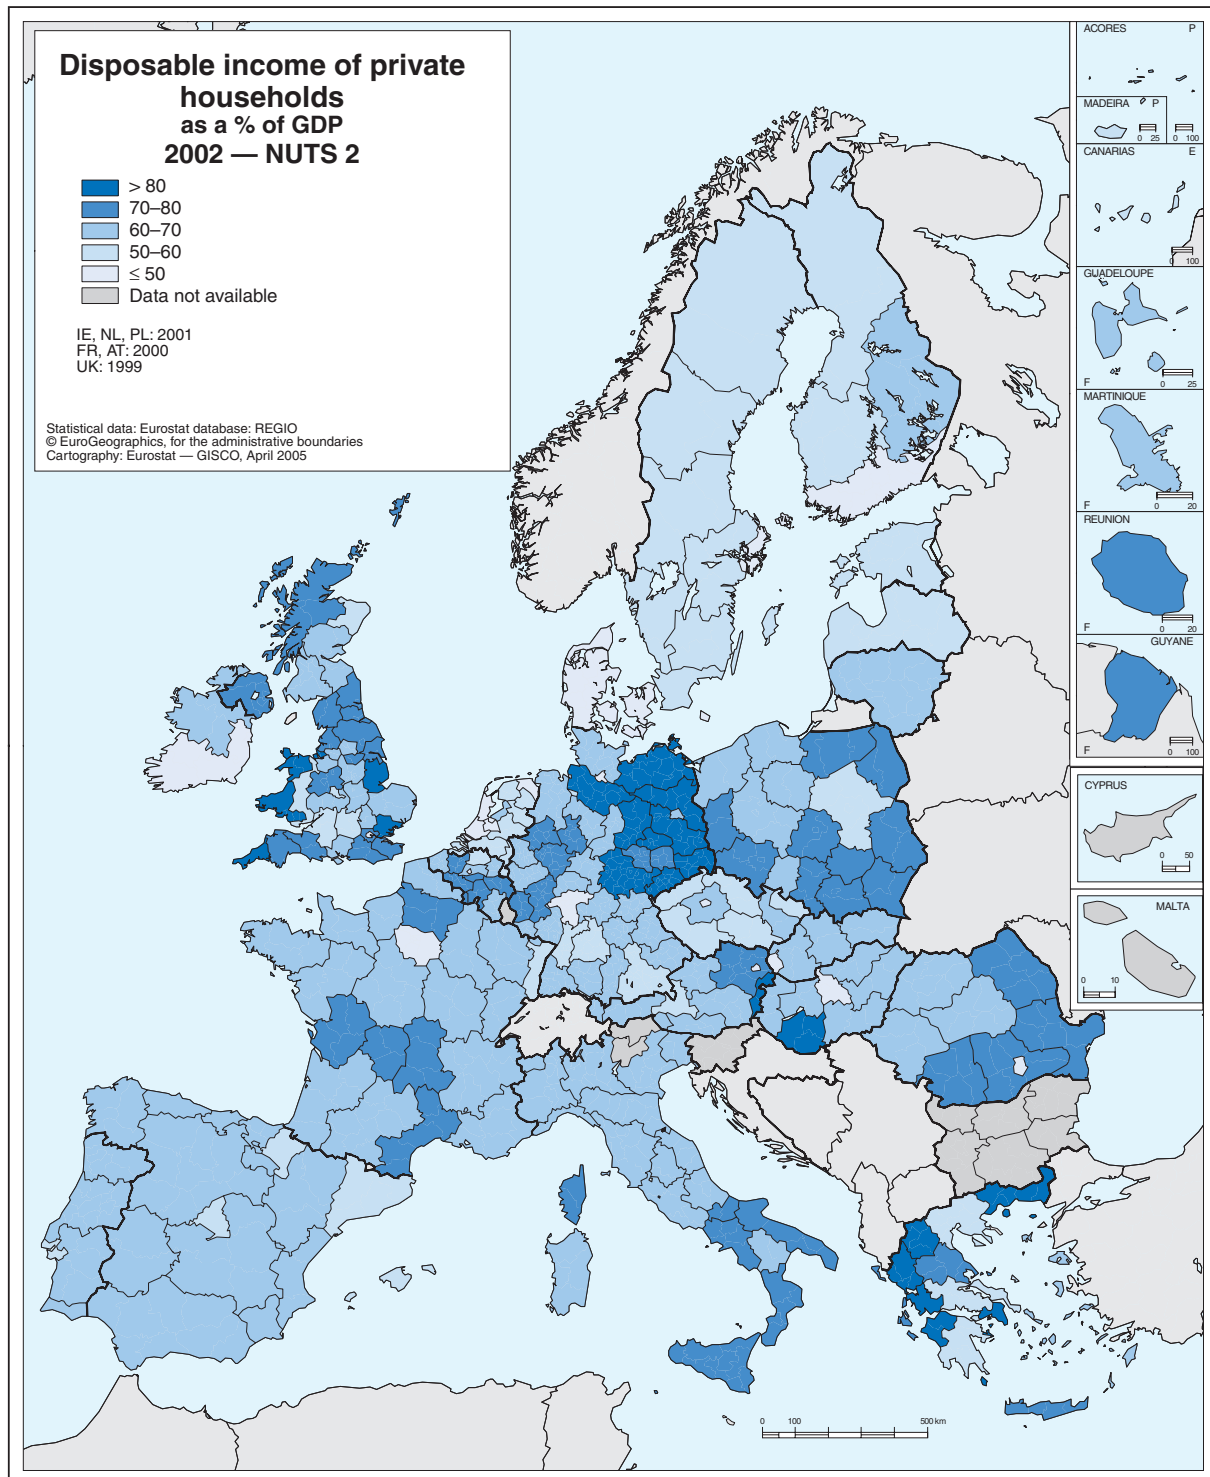 Disposable income of private
households
as a % of GDP
2002 — NUTS 2
> 80
70–80
60–70
50–60
≤ 50
Data not available
IE, NL, PL: 2001
FR, AT: 2000
UK: 1999
Statistical data: Eurostat database: REGIO
© EuroGeographics, for the administrative boundaries
Cartography: Eurostat — GISCO, April 2005
ACORES P
MADEIRA P
0 25 0 100
CANARIAS E
0 100
GUADELOUPE
F 0 25
MARTINIQUE
F 0 20
REUNION
F 0 20
GUYANE
F 0 100
CYPRUS
0 50
MALTA
0 10
0 100 500 km